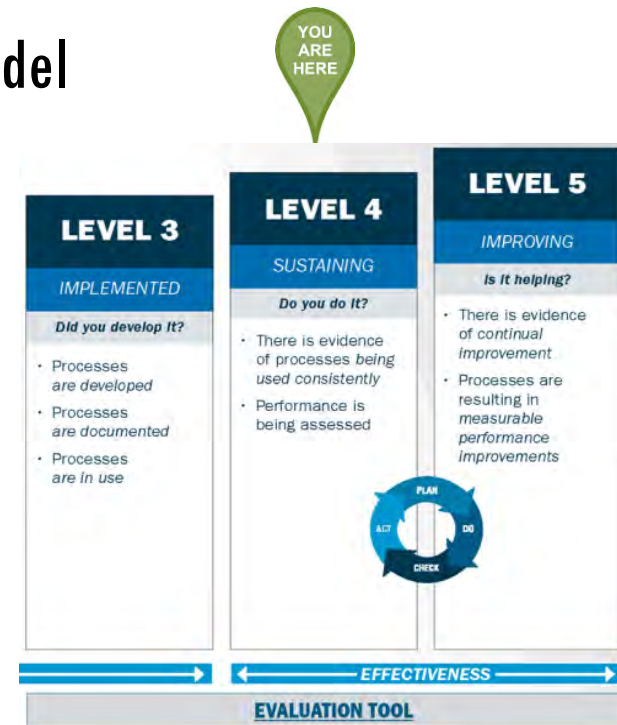 del
YOU
ARE
HERE
LEVEL 3
IMPLEMENTED
Did you develop it?
· Processes
are developed
· Processes
are documented
· Processes
are in use
LEVEL 4
SUSTAINING
Do you do it?
· There is evidence
of processes being
used consistently
· Performance is
being assessed
LEVEL 5
IMPROVING
Is it helping?
· There is evidence
of continual
improvement
· Processes are
resulting in
measurable
performance
improvements
PLAN
DO
CHECK
ACT
EFFECTIVENESS
EVALUATION TOOL